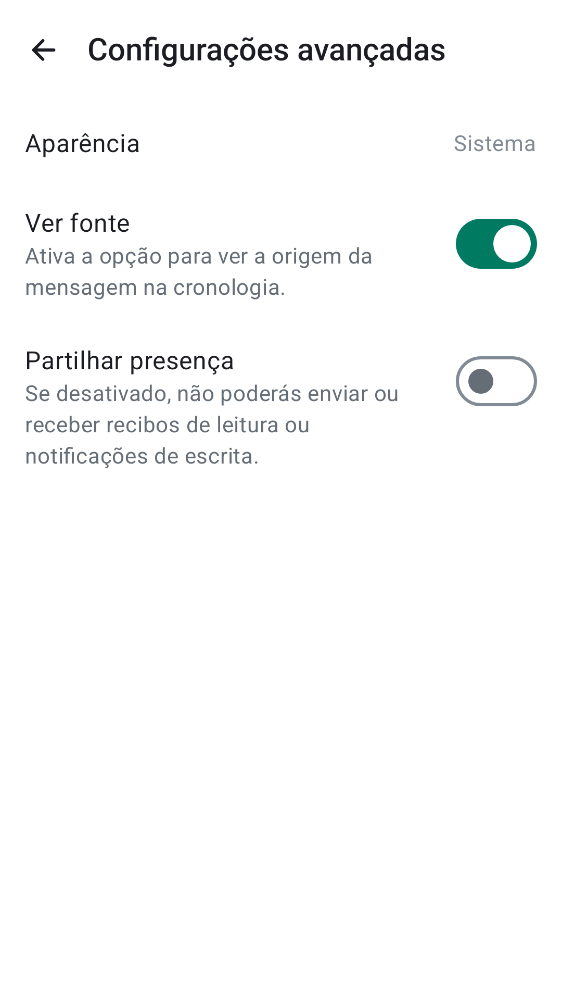 Configurações avançadas
Aparência
Sistema
Ver fonte
Ativa a opção para ver a origem da
mensagem na cronologia.
Partilhar presença
Se desativado, não poderás enviar ou
receber recibos de leitura ou
notificações de escrita.